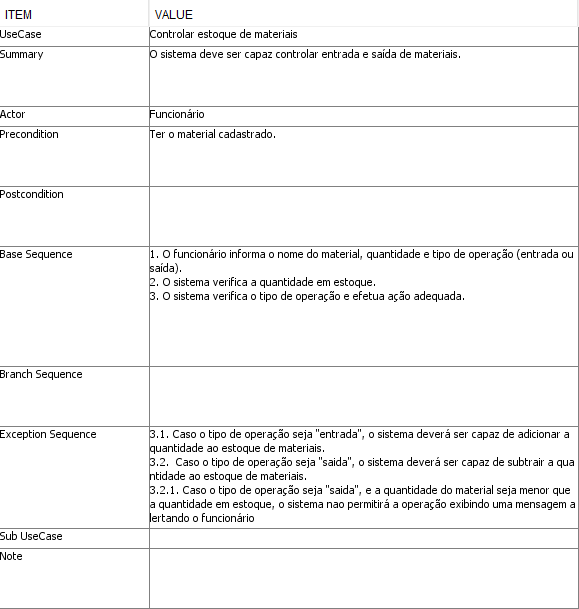 ITEM VALUE
UseCase Controlar estoque de materiais
Summary O sistema deve ser capaz controlar entrada e saída de materiais.
Actor Funcionário
Precondition Ter o material cadastrado.
Postcondition
Base Sequence 1. O funcionário informa o nome do material, quantidade e tipo de operação (entrada ou
saída).
2. O sistema verifica a quantidade em estoque.
3. O sistema verifica o tipo de operação e efetua ação adequada.
Branch Sequence
Exception Sequence 3.1. Caso o tipo de operação seja "entrada", o sistema deverá ser capaz de adicionar a
quantidade ao estoque de materiais.
3.2.  Caso o tipo de operação seja "saida", o sistema deverá ser capaz de subtrair a qua
ntidade ao estoque de materiais.
3.2.1. Caso o tipo de operação seja "saida", e a quantidade do material seja menor que
a quantidade em estoque, o sistema nao permitirá a operação exibindo uma mensagem a
lertando o funcionário
Sub UseCase
Note